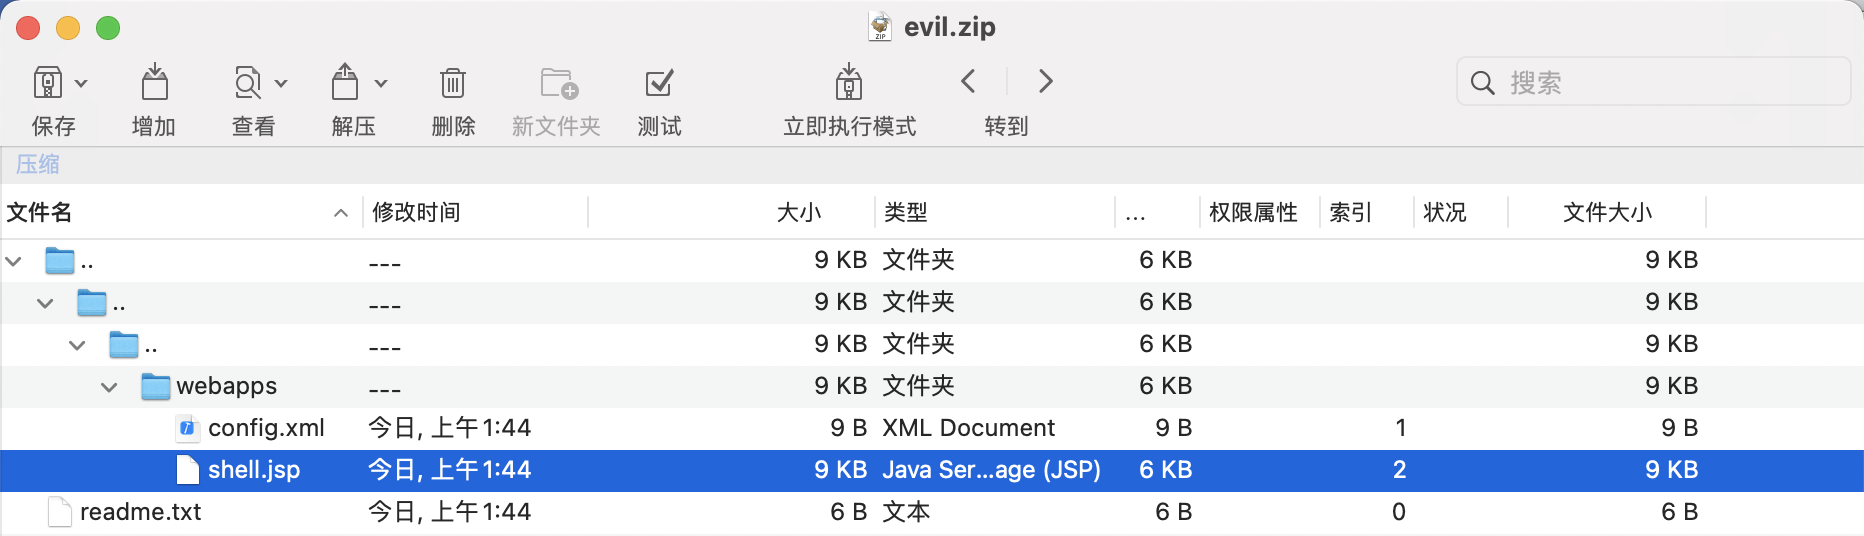 evil.zip
保存 增加 查看 解压 删除 新文件夹 测试 立即执行模式 转到 搜索
压缩
文件名 修改时间 大小 类型 ... 权限属性 索引 状况 文件大小
.. --- 9 KB 文件夹 6 KB 9 KB
.. --- 9 KB 文件夹 6 KB 9 KB
.. --- 9 KB 文件夹 6 KB 9 KB
webapps --- 9 KB 文件夹 6 KB 9 KB
config.xml 今日, 上午1:44 9 B XML Document 9 B 1 9 B
shell.jsp 今日, 上午1:44 9 KB Java Ser...age (JSP) 6 KB 2 9 KB
readme.txt 今日, 上午1:44 6 B 文本 6 B 0 6 B